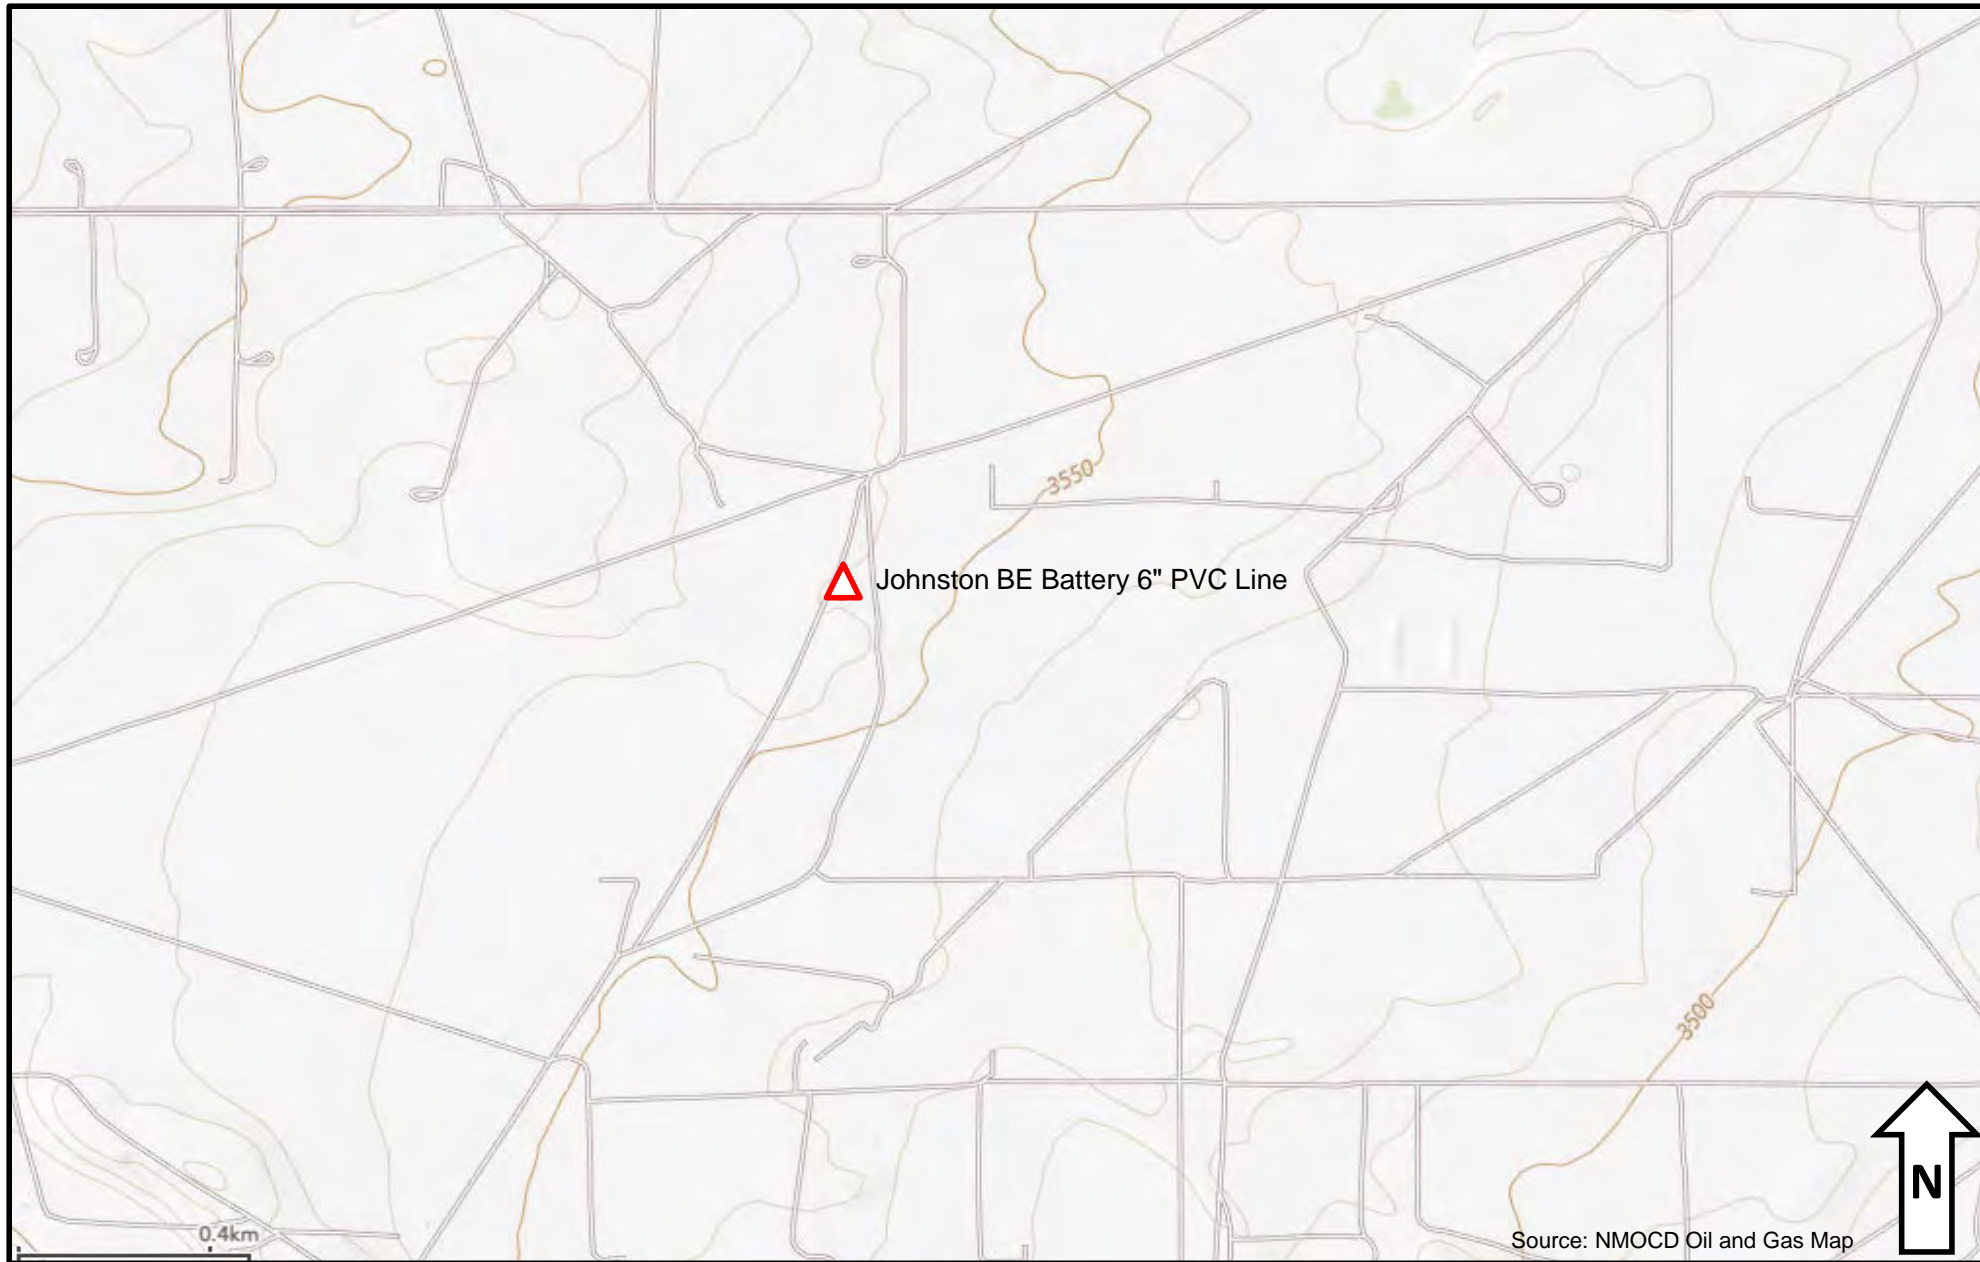 3550
Johnston BE Battery 6" PVC Line
3500
N
0.4km
Source: NMOCD Oil and Gas Map